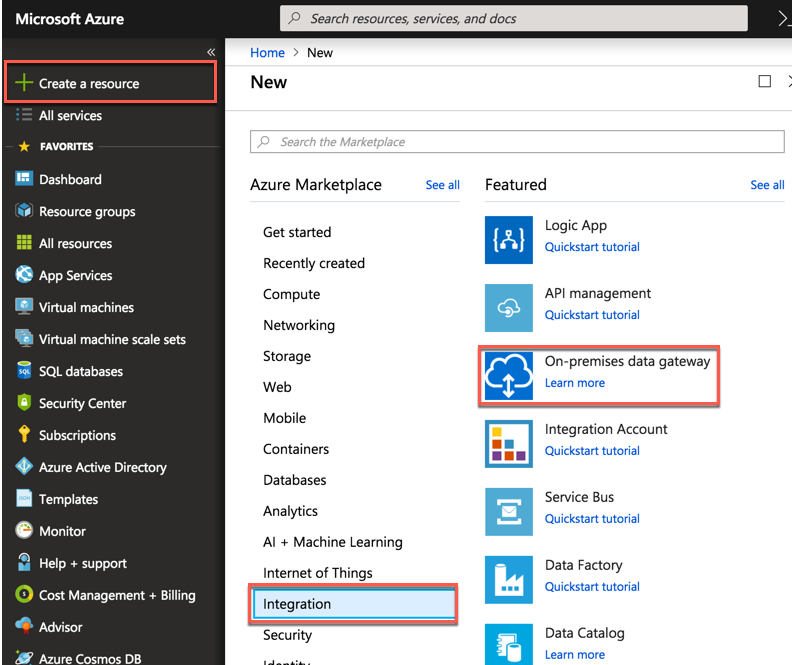 Microsoft Azure
Search resources, services, and docs
Create a resource
All services
FAVORITES
Dashboard
Resource groups
All resources
App Services
Virtual machines
Virtual machine scale sets
SQL databases
Security Center
Subscriptions
Azure Active Directory
Templates
Monitor
Help + support
Cost Management + Billing
Advisor
Azure Cosmos DB
Home > New
New
Search the Marketplace
Azure Marketplace
See all
Get started
Recently created
Compute
Networking
Storage
Web
Mobile
Containers
Databases
Analytics
AI + Machine Learning
Internet of Things
Integration
Security
Identity
Featured
See all
Logic App
Quickstart tutorial
API management
Quickstart tutorial
On-premises data gateway
Learn more
Integration Account
Quickstart tutorial
Service Bus
Quickstart tutorial
Data Factory
Quickstart tutorial
Data Catalog
Learn more